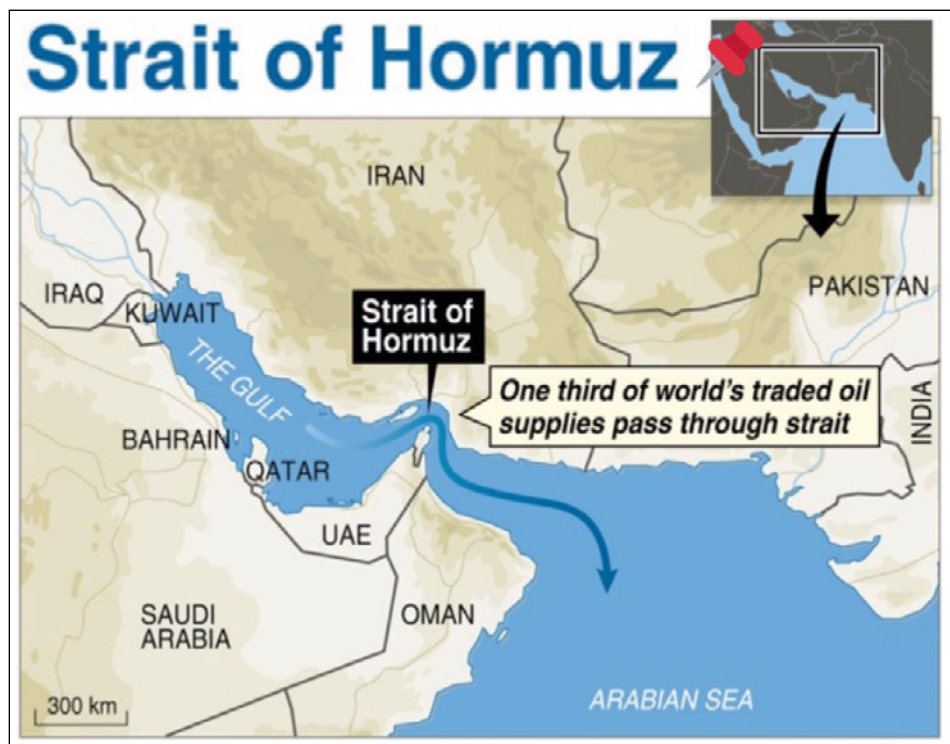 Strait of Hormuz
IRAN
IRAQ
KUWAIT
PAKISTAN
Strait of
Hormuz
THE GULF
One third of world's traded oil
supplies pass through strait
INDIA
BAHRAIN
QATAR
UAE
SAUDI
ARABIA
OMAN
ARABIAN SEA
300 km